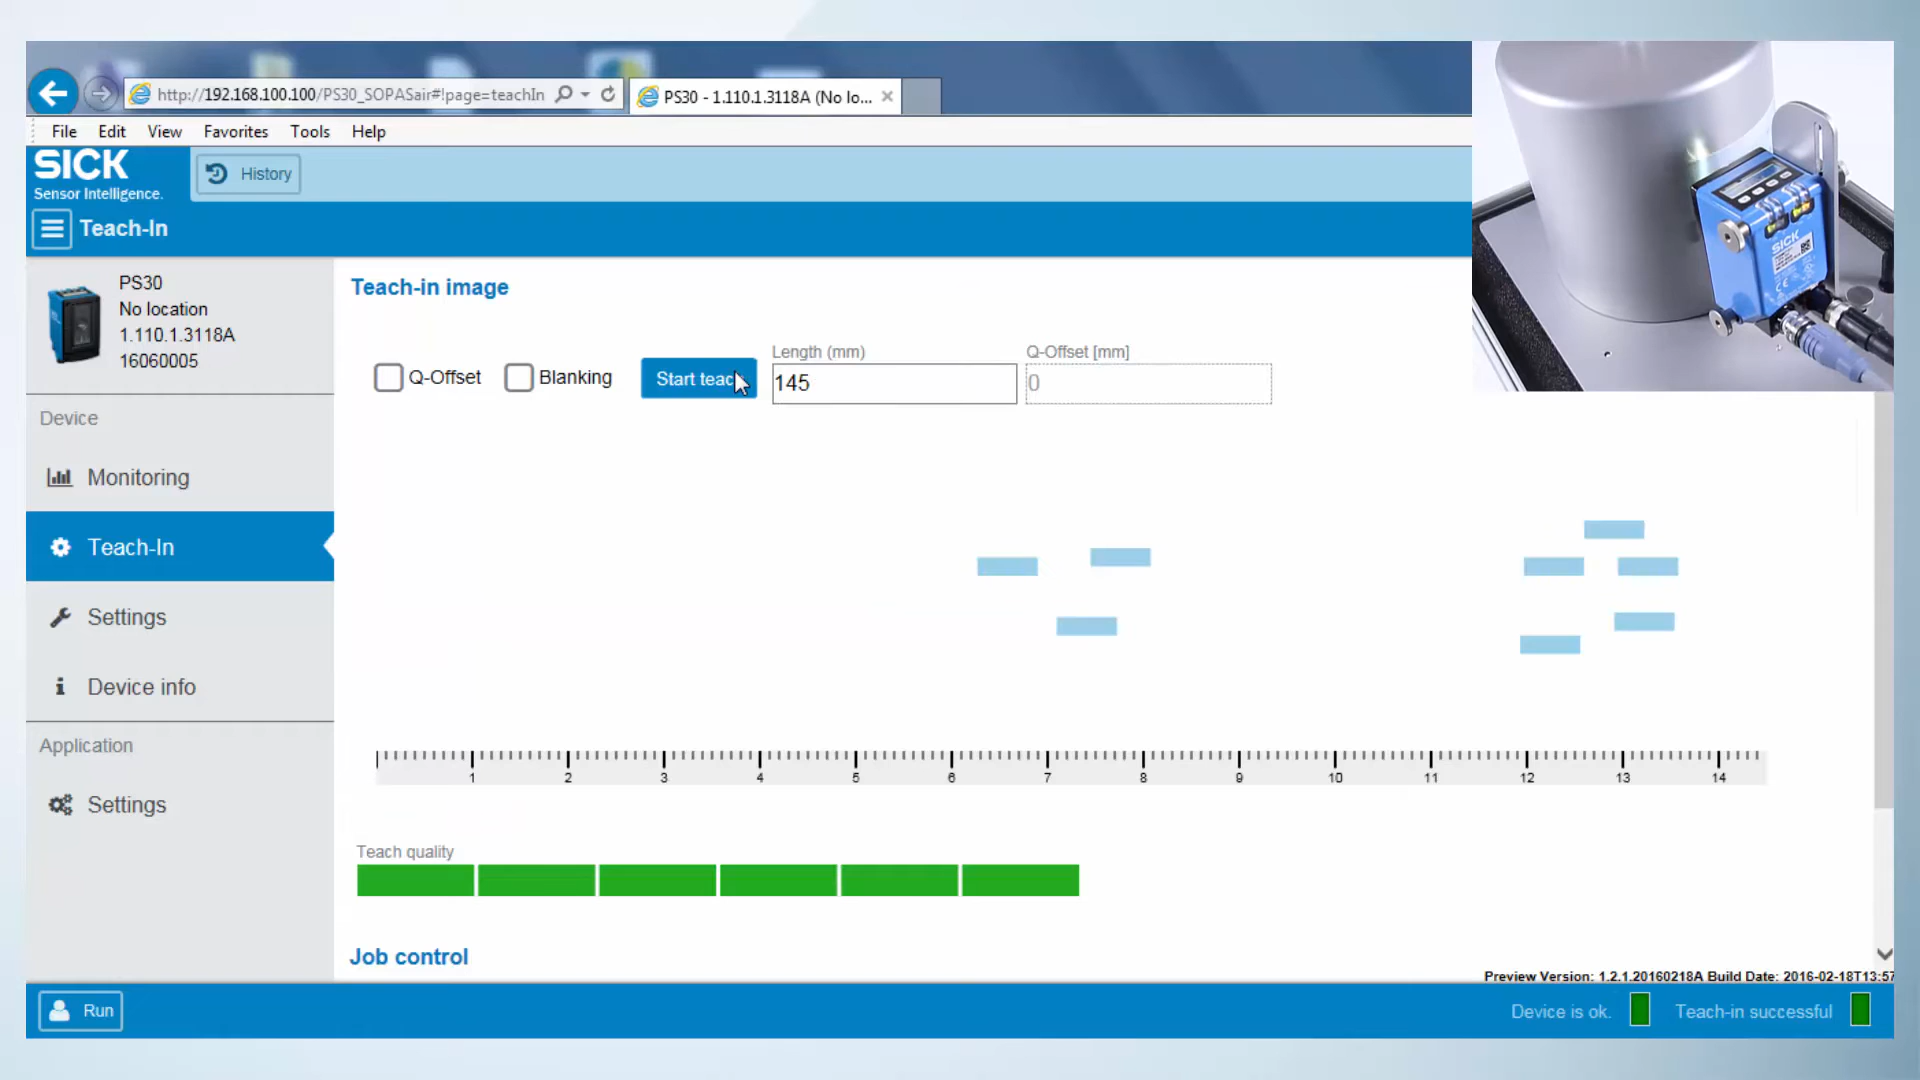 http://192.168.100.100/PS30_SOPASair#!page=teachIn
PS30 - 1.110.1.3118A (No lo...
File Edit View Favorites Tools Help
SICK
Sensor Intelligence.
History
Teach-In
PS30
No location
1.110.1.3118A
16060005
Device
Monitoring
Teach-In
Settings
Device info
Application
Settings
Teach-in image
Q-Offset
Blanking
Start teac
Length (mm)
145
Q-Offset [mm]
0
1 2 3 4 5 6 7 8 9 10 11 12 13 14
Teach quality
Job control
Preview Version: 1.2.1.20160218A Build Date: 2016-02-18T13:57
Run
Device is ok.
Teach-in successful
SICK